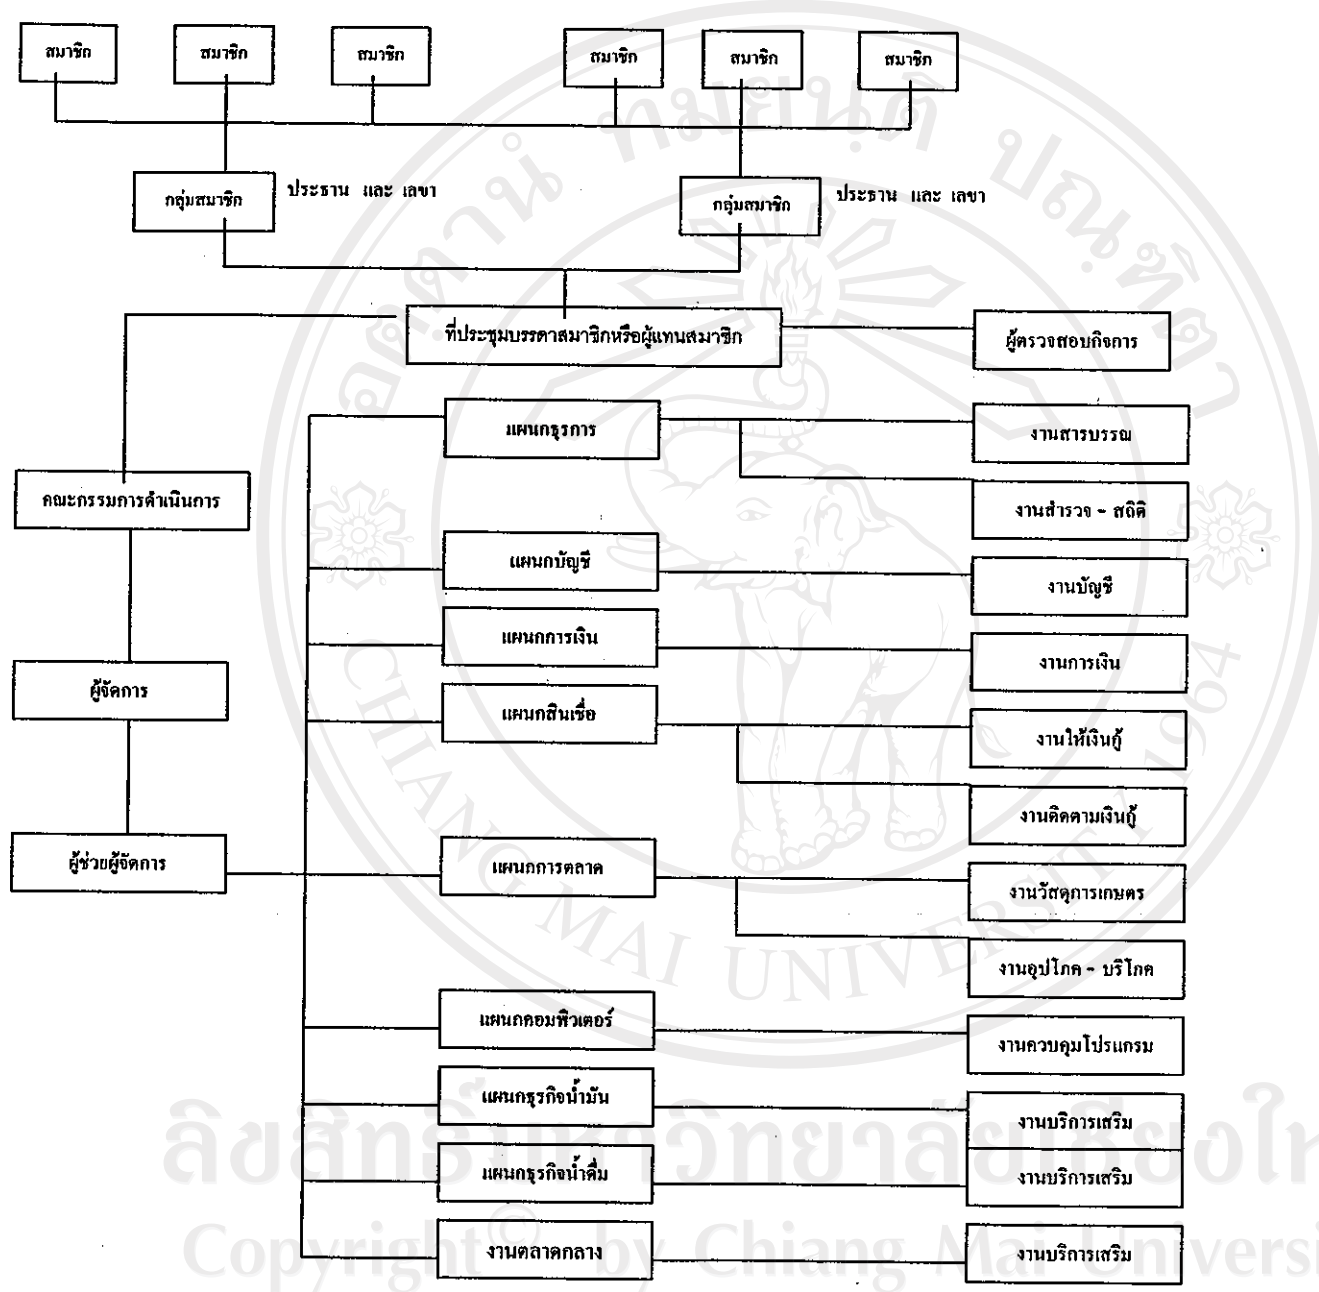 สมาชิก
สมาชิก
สมาชิก
สมาชิก
สมาชิก
สมาชิก
กลุ่มสมาชิก
ประธาน และ เลขา
กลุ่มสมาชิก
ประธาน และ เลขา
ที่ประชุมบรรดาสมาชิกหรือผู้แทนสมาชิก
ผู้ตรวจสอบกิจการ
แผนกธุรการ
งานสารบรรณ
คณะกรรมการดำเนินการ
งานสำรวจ - สถิติ
แผนกบัญชี
งานบัญชี
แผนกการเงิน
งานการเงิน
ผู้จัดการ
แผนกสินเชื่อ
งานให้เงินกู้
งานติดตามเงินกู้
ผู้ช่วยผู้จัดการ
แผนกการตลาด
งานวัสดุการเกษตร
งานอุปโภค - บริโภค
แผนกคอมพิวเตอร์
งานควบคุมโปรแกรม
แผนกธุรกิจน้ำมัน
งานบริการเสริม
แผนกธุรกิจน้ำดื่ม
งานบริการเสริม
งานตลาดกลาง
งานบริการเสริม
CHIANG MAI UNIVERSITY 1964
ลิขสิทธิ์มหาวิทยาลัยเชียงให
Copyright © by Chiang Mai Universi